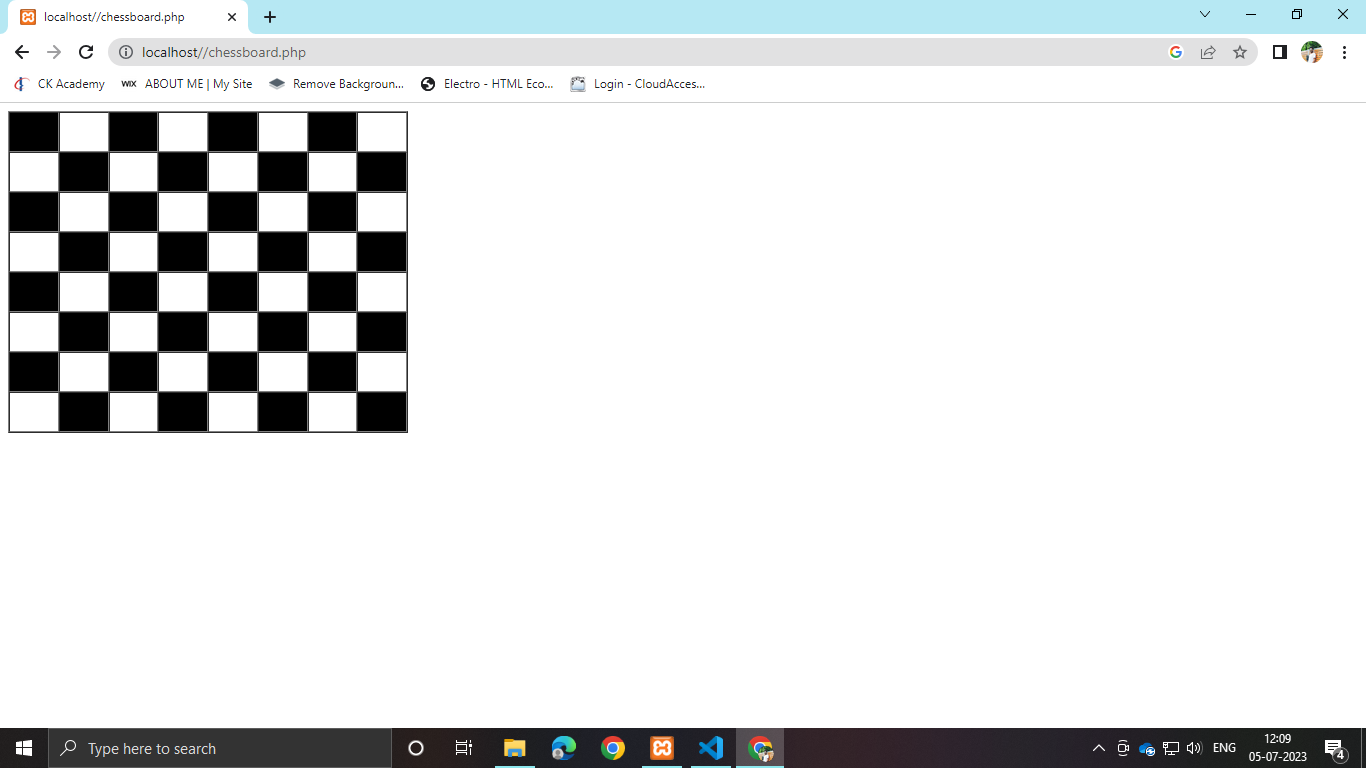 localhost//chessboard.php
localhost//chessboard.php
CK Academy WIX ABOUT ME | My Site Remove Backgroun... Electro - HTML Eco... Login - CloudAcces...
Type here to search ENG 12:09
05-07-2023 4